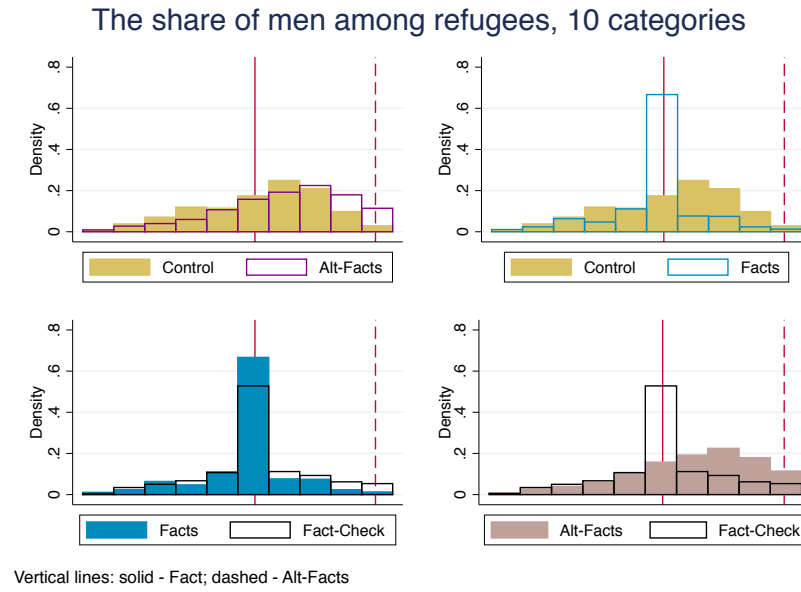 The share of men among refugees, 10 categories
Density
0 .2 .4 .6 .8
Control Alt-Facts
Density
0 .2 .4 .6 .8
Control Facts
Density
0 .2 .4 .6 .8
Facts Fact-Check
Density
0 .2 .4 .6 .8
Alt-Facts Fact-Check
Vertical lines: solid - Fact; dashed - Alt-Facts